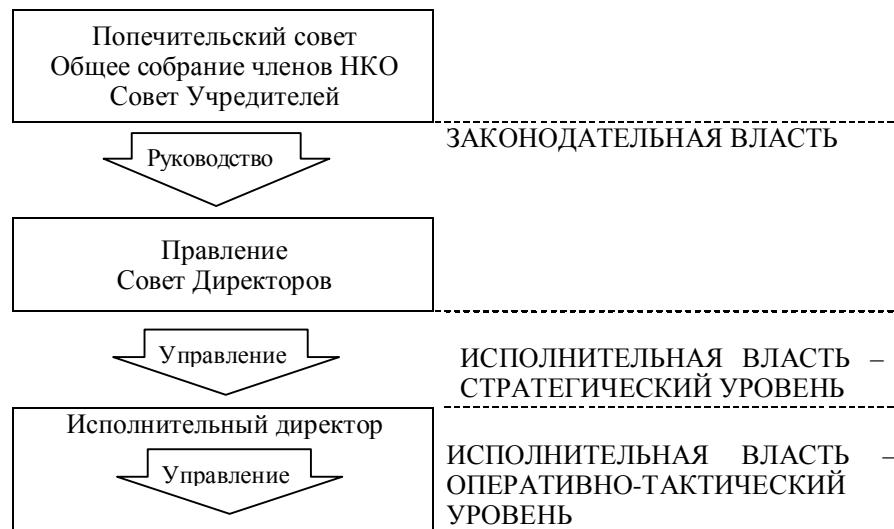 Попечительский совет
Общее собрание членов НКО
Совет Учредителей
ЗАКОНОДАТЕЛЬНАЯ ВЛАСТЬ
Руководство
Правление
Совет Директоров
Управление
ИСПОЛНИТЕЛЬНАЯ ВЛАСТЬ –
СТРАТЕГИЧЕСКИЙ УРОВЕНЬ
Исполнительный директор
Управление
ИСПОЛНИТЕЛЬНАЯ ВЛАСТЬ –
ОПЕРАТИВНО-ТАКТИЧЕСКИЙ
УРОВЕНЬ